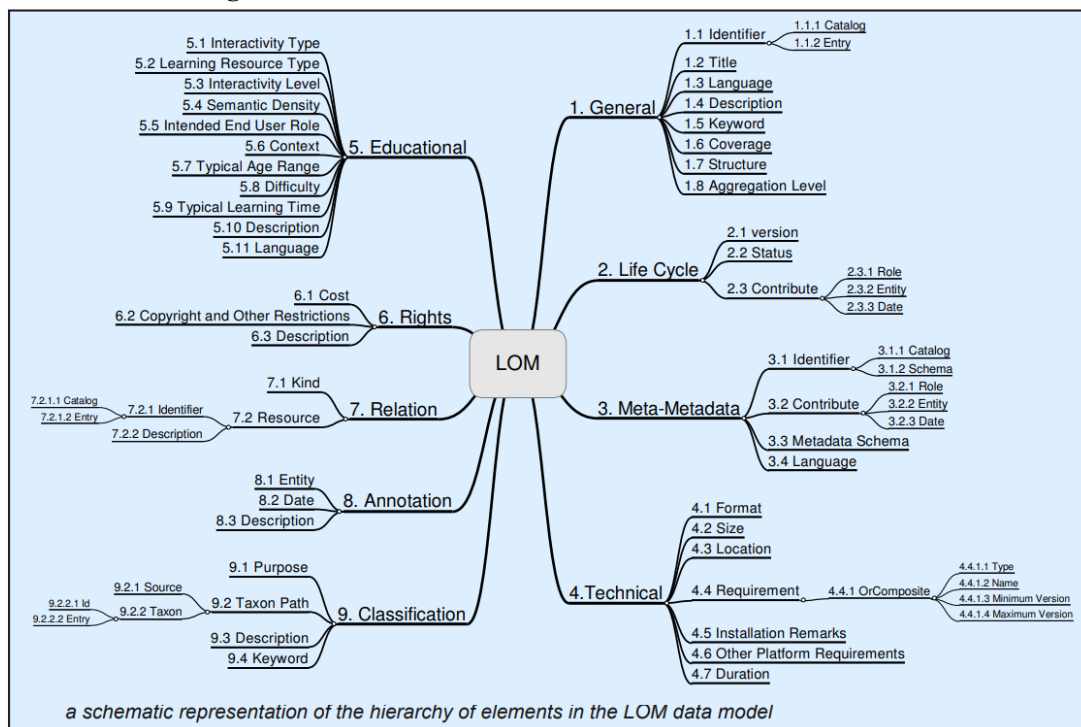 LOM
1. General
1.1 Identifier
1.1.1 Catalog
1.1.2 Entry
1.2 Title
1.3 Language
1.4 Description
1.5 Keyword
1.6 Coverage
1.7 Structure
1.8 Aggregation Level
2. Life Cycle
2.1 version
2.2 Status
2.3 Contribute
2.3.1 Role
2.3.2 Entity
2.3.3 Date
3. Meta-Metadata
3.1 Identifier
3.1.1 Catalog
3.1.2 Schema
3.2 Contribute
3.2.1 Role
3.2.2 Entity
3.2.3 Date
3.3 Metadata Schema
3.4 Language
4.Technical
4.1 Format
4.2 Size
4.3 Location
4.4 Requirement
4.4.1 OrComposite
4.4.1.1 Type
4.4.1.2 Name
4.4.1.3 Minimum Version
4.4.1.4 Maximum Version
4.5 Installation Remarks
4.6 Other Platform Requirements
4.7 Duration
5. Educational
5.1 Interactivity Type
5.2 Learning Resource Type
5.3 Interactivity Level
5.4 Semantic Density
5.5 Intended End User Role
5.6 Context
5.7 Typical Age Range
5.8 Difficulty
5.9 Typical Learning Time
5.10 Description
5.11 Language
6. Rights
6.1 Cost
6.2 Copyright and Other Restrictions
6.3 Description
7. Relation
7.1 Kind
7.2 Resource
7.2.1 Identifier
7.2.1.1 Catalog
7.2.1.2 Entry
7.2.2 Description
8. Annotation
8.1 Entity
8.2 Date
8.3 Description
9. Classification
9.1 Purpose
9.2 Taxon Path
9.2.1 Source
9.2.2 Taxon
9.2.2.1 Id
9.2.2.2 Entry
9.3 Description
9.4 Keyword
a schematic representation of the hierarchy of elements in the LOM data model